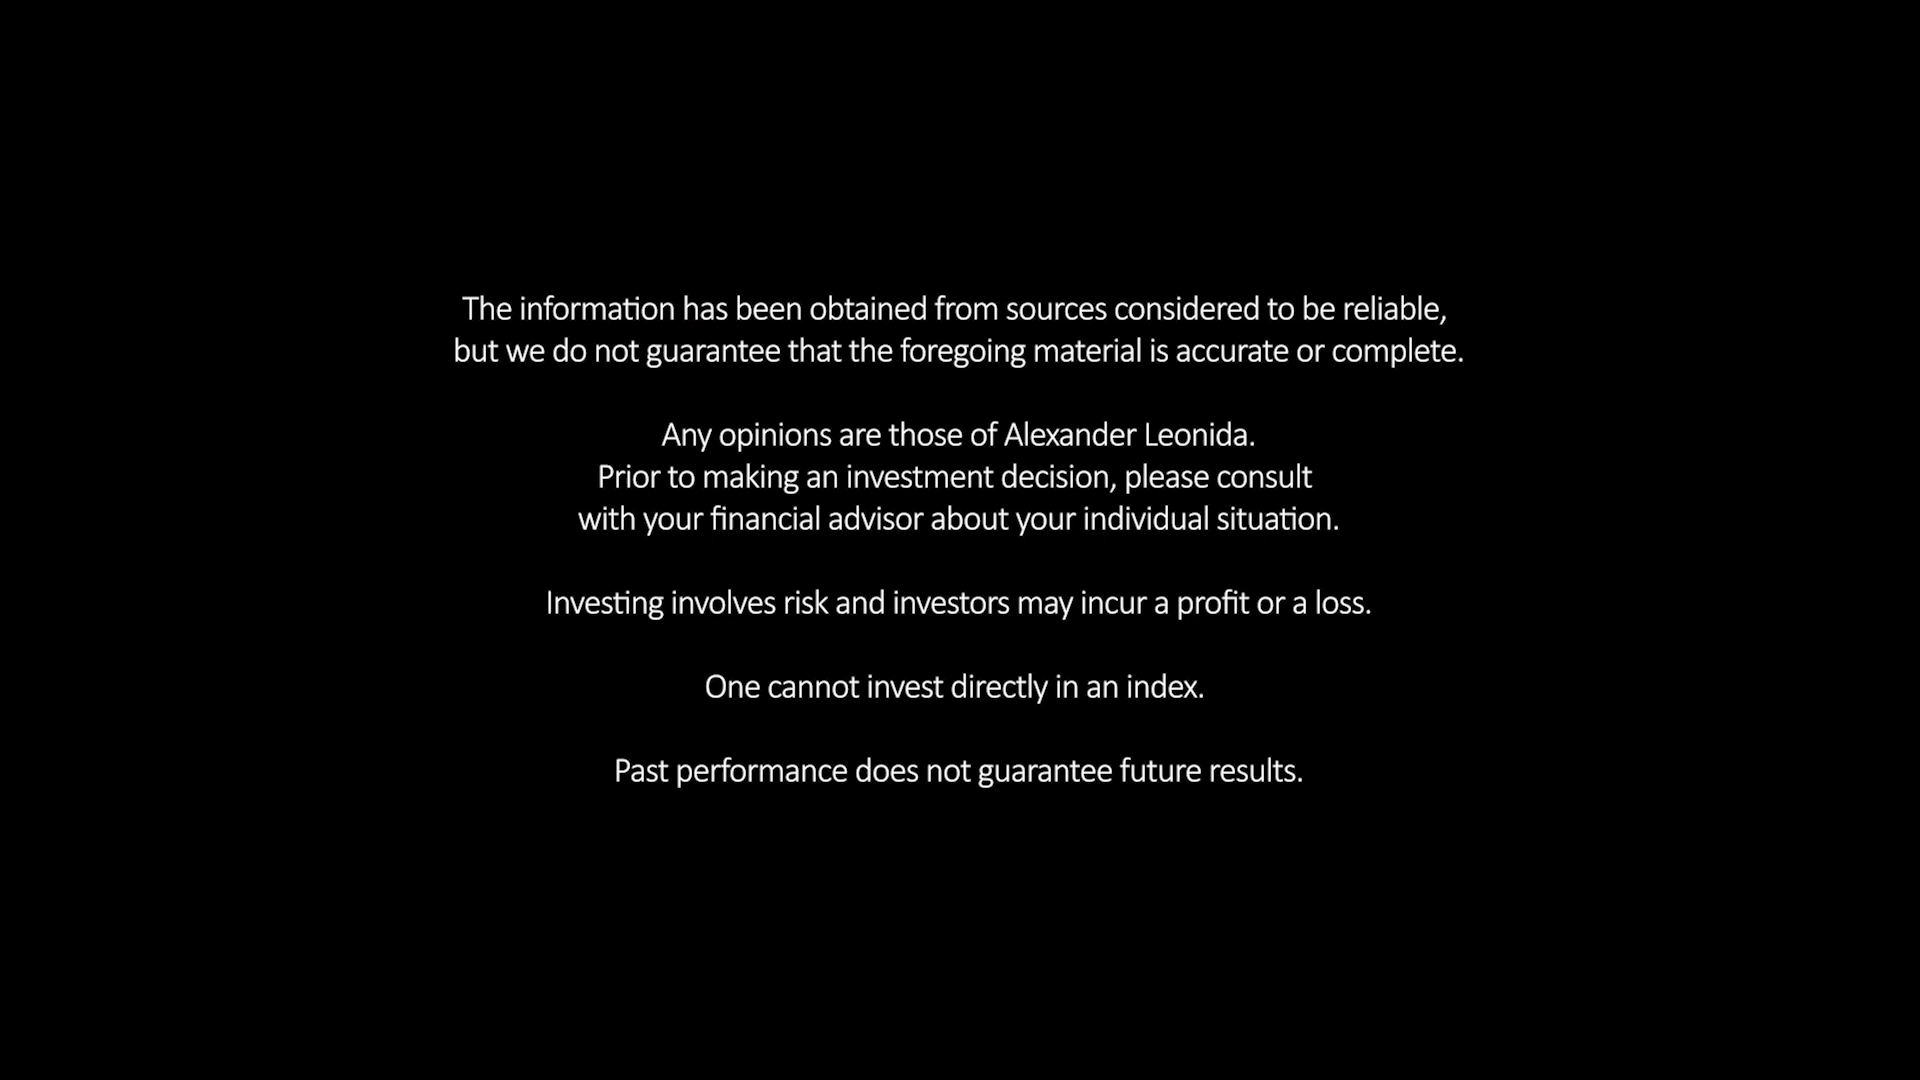 The information has been obtained from sources considered to be reliable,
but we do not guarantee that the foregoing material is accurate or complete.
Any opinions are those of Alexander Leonida.
Prior to making an investment decision, please consult
with your financial advisor about your individual situation.
Investing involves risk and investors may incur a profit or a loss.
One cannot invest directly in an index.
Past performance does not guarantee future results.